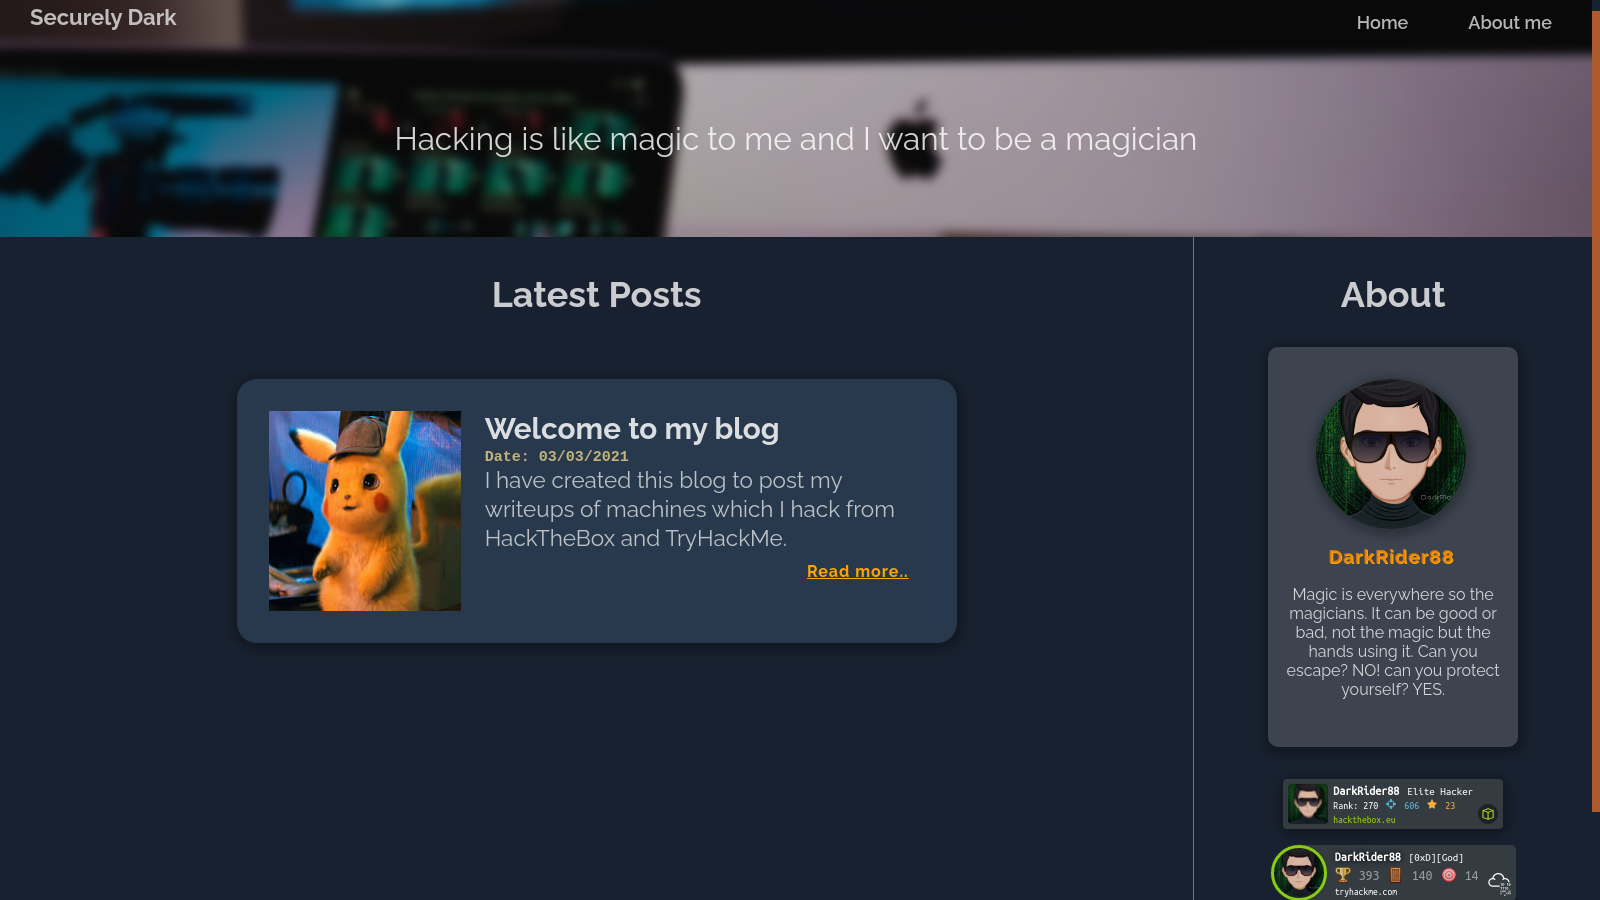 Securely Dark
Home
About me
Hacking is like magic to me and I want to be a magician
Latest Posts
About
Welcome to my blog
Date: 03/03/2021
I have created this blog to post my
writeups of machines which I hack from
HackTheBox and TryHackMe.
Read more..
DarkRider88
Magic is everywhere so the
magicians. It can be good or
bad, not the magic but the
hands using it. Can you
escape? NO! can you protect
yourself? YES.
DarkRider88 Elite Hacker
Rank: 270 606 23
hackthebox.eu
DarkRider88 [0xD][God]
393 140 14
tryhackme.com